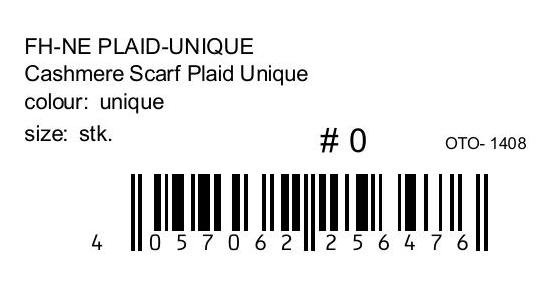 FH-NE PLAID-UNIQUE
Cashmere Scarf Plaid Unique
colour: unique
size: stk.
# 0 OTO- 1408
4 057062 256476